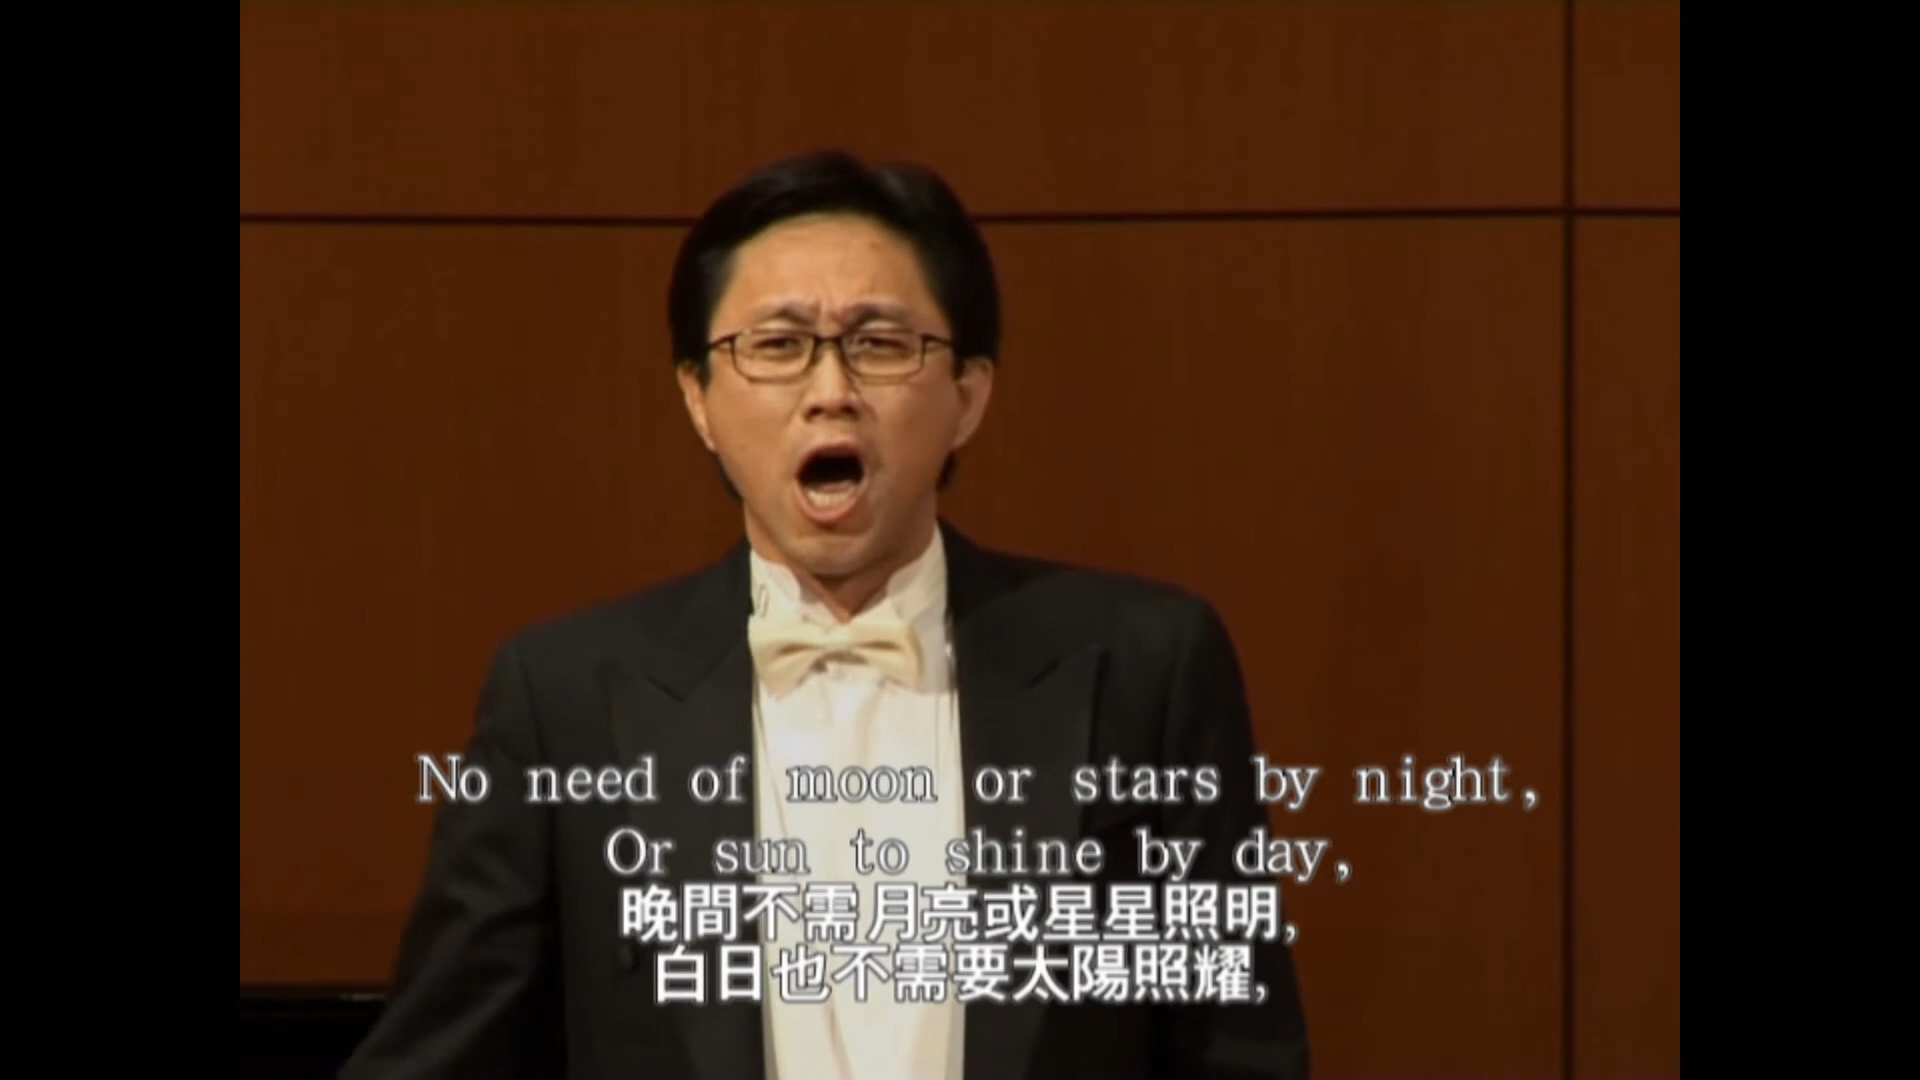 No need of moon or stars by night,
Or sun to shine by day,
晚間不需月亮或星星照明,
白日也不需要太陽照耀,